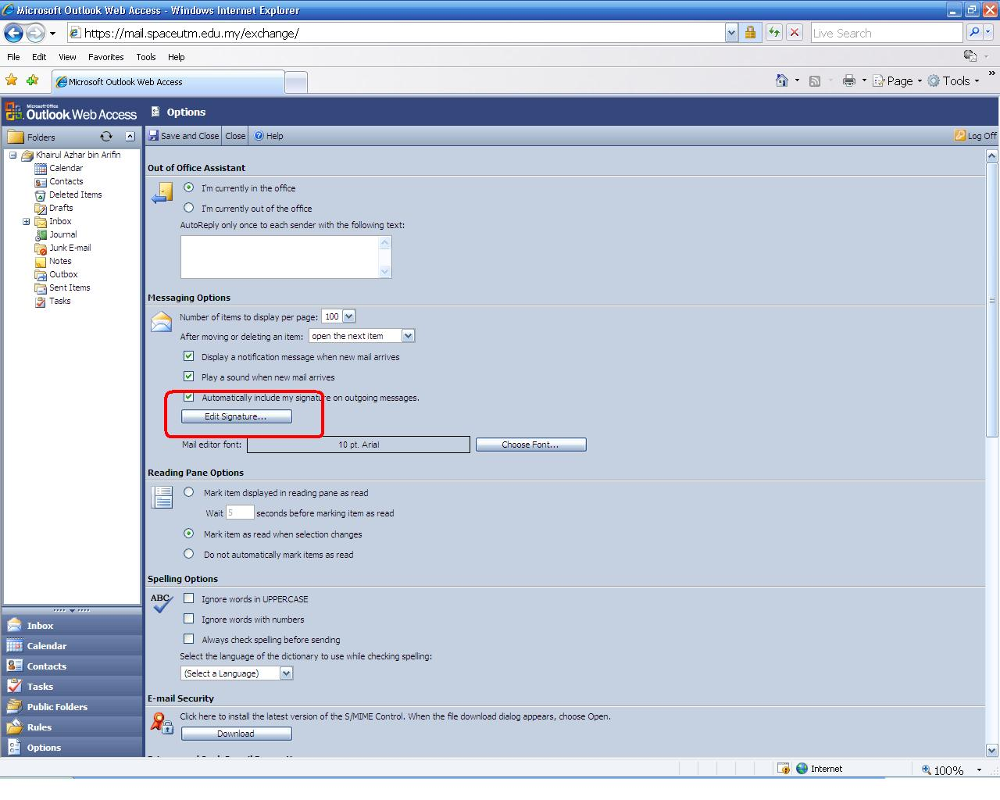 Microsoft Outlook Web Access - Windows Internet Explorer
https://mail.spaceutm.edu.my/exchange/
Live Search
File Edit View Favorites Tools Help
Microsoft Outlook Web Access
Page Tools
Microsoft Office
Outlook Web Access
Options
Folders
Save and Close Close Help Log Off
Khairul Azhar bin Arifin
Calendar
Contacts
Deleted Items
Drafts
Inbox
Journal
Junk E-mail
Notes
Outbox
Sent Items
Tasks
Inbox
Calendar
Contacts
Tasks
Public Folders
Rules
Options
Out of Office Assistant
I'm currently in the office
I'm currently out of the office
AutoReply only once to each sender with the following text:
Messaging Options
Number of items to display per page: 100
After moving or deleting an item: open the next item
Display a notification message when new mail arrives
Play a sound when new mail arrives
Automatically include my signature on outgoing messages.
Edit Signature...
Mail editor font: 10 pt. Arial Choose Font...
Reading Pane Options
Mark item displayed in reading pane as read
Wait 5 seconds before marking item as read
Mark item as read when selection changes
Do not automatically mark items as read
Spelling Options
ABC
Ignore words in UPPERCASE
Ignore words with numbers
Always check spelling before sending
Select the language of the dictionary to use while checking spelling:
(Select a Language)
E-mail Security
Click here to install the latest version of the S/MIME Control. When the file download dialog appears, choose Open.
Download
Internet
100%